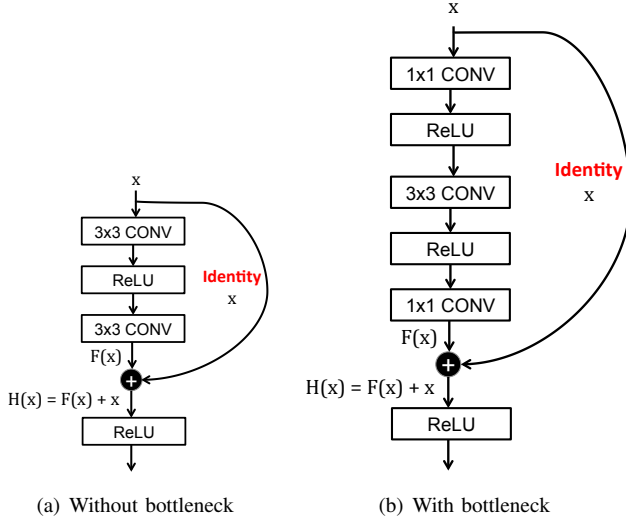 x
3x3 CONV
ReLU
Identity
x
3x3 CONV
F(x)
+
H(x) = F(x) + x
ReLU
(a) Without bottleneck
x
1x1 CONV
ReLU
Identity
3x3 CONV
x
ReLU
1x1 CONV
F(x)
+
H(x) = F(x) + x
ReLU
(b) With bottleneck